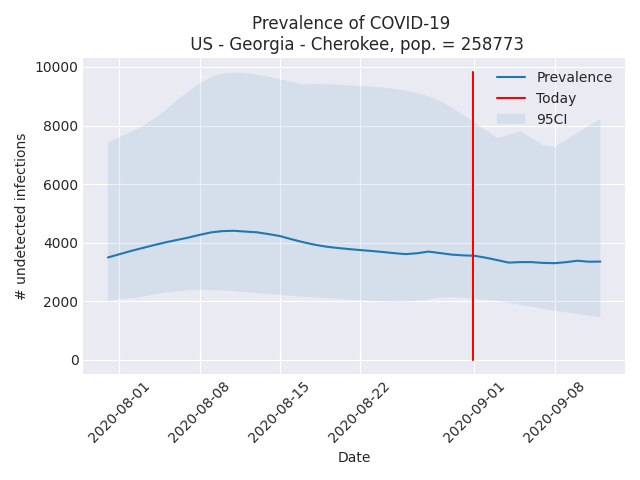 Prevalence of COVID-19
US - Georgia - Cherokee, pop. = 258773
# undetected infections
10000
8000
6000
4000
2000
0
Prevalence
Today
95CI
2020-08-01
2020-08-08
2020-08-15
2020-08-22
2020-09-01
2020-09-08
Date